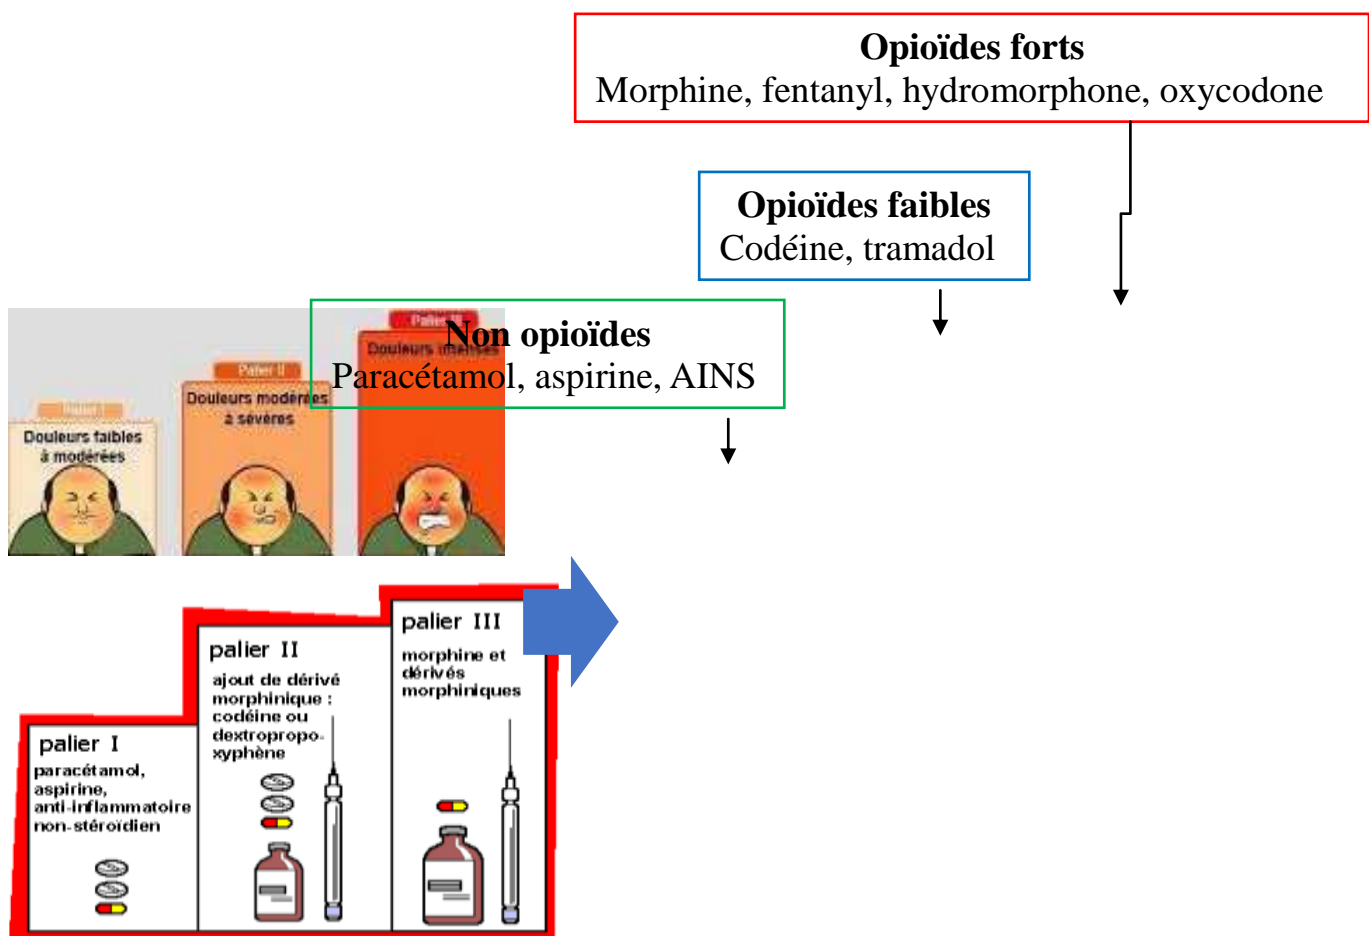 Opioïdes forts
Morphine, fentanyl, hydromorphone, oxycodone
Opioïdes faibles
Codéine, tramadol
Non opioïdes
Paracétamol, aspirine, AINS
Palier III
Douleurs intenses
Palier II
Douleurs modérées
à sévères
Palier I
Douleurs faibles
à modérées
palier III
morphine et
dérivés
morphiniques
palier II
ajout de dérivé
morphinique :
codéine ou
dextropropo-
xyphène
palier I
paracétamol,
aspirine,
anti-inflammatoire
non-stéroïdien